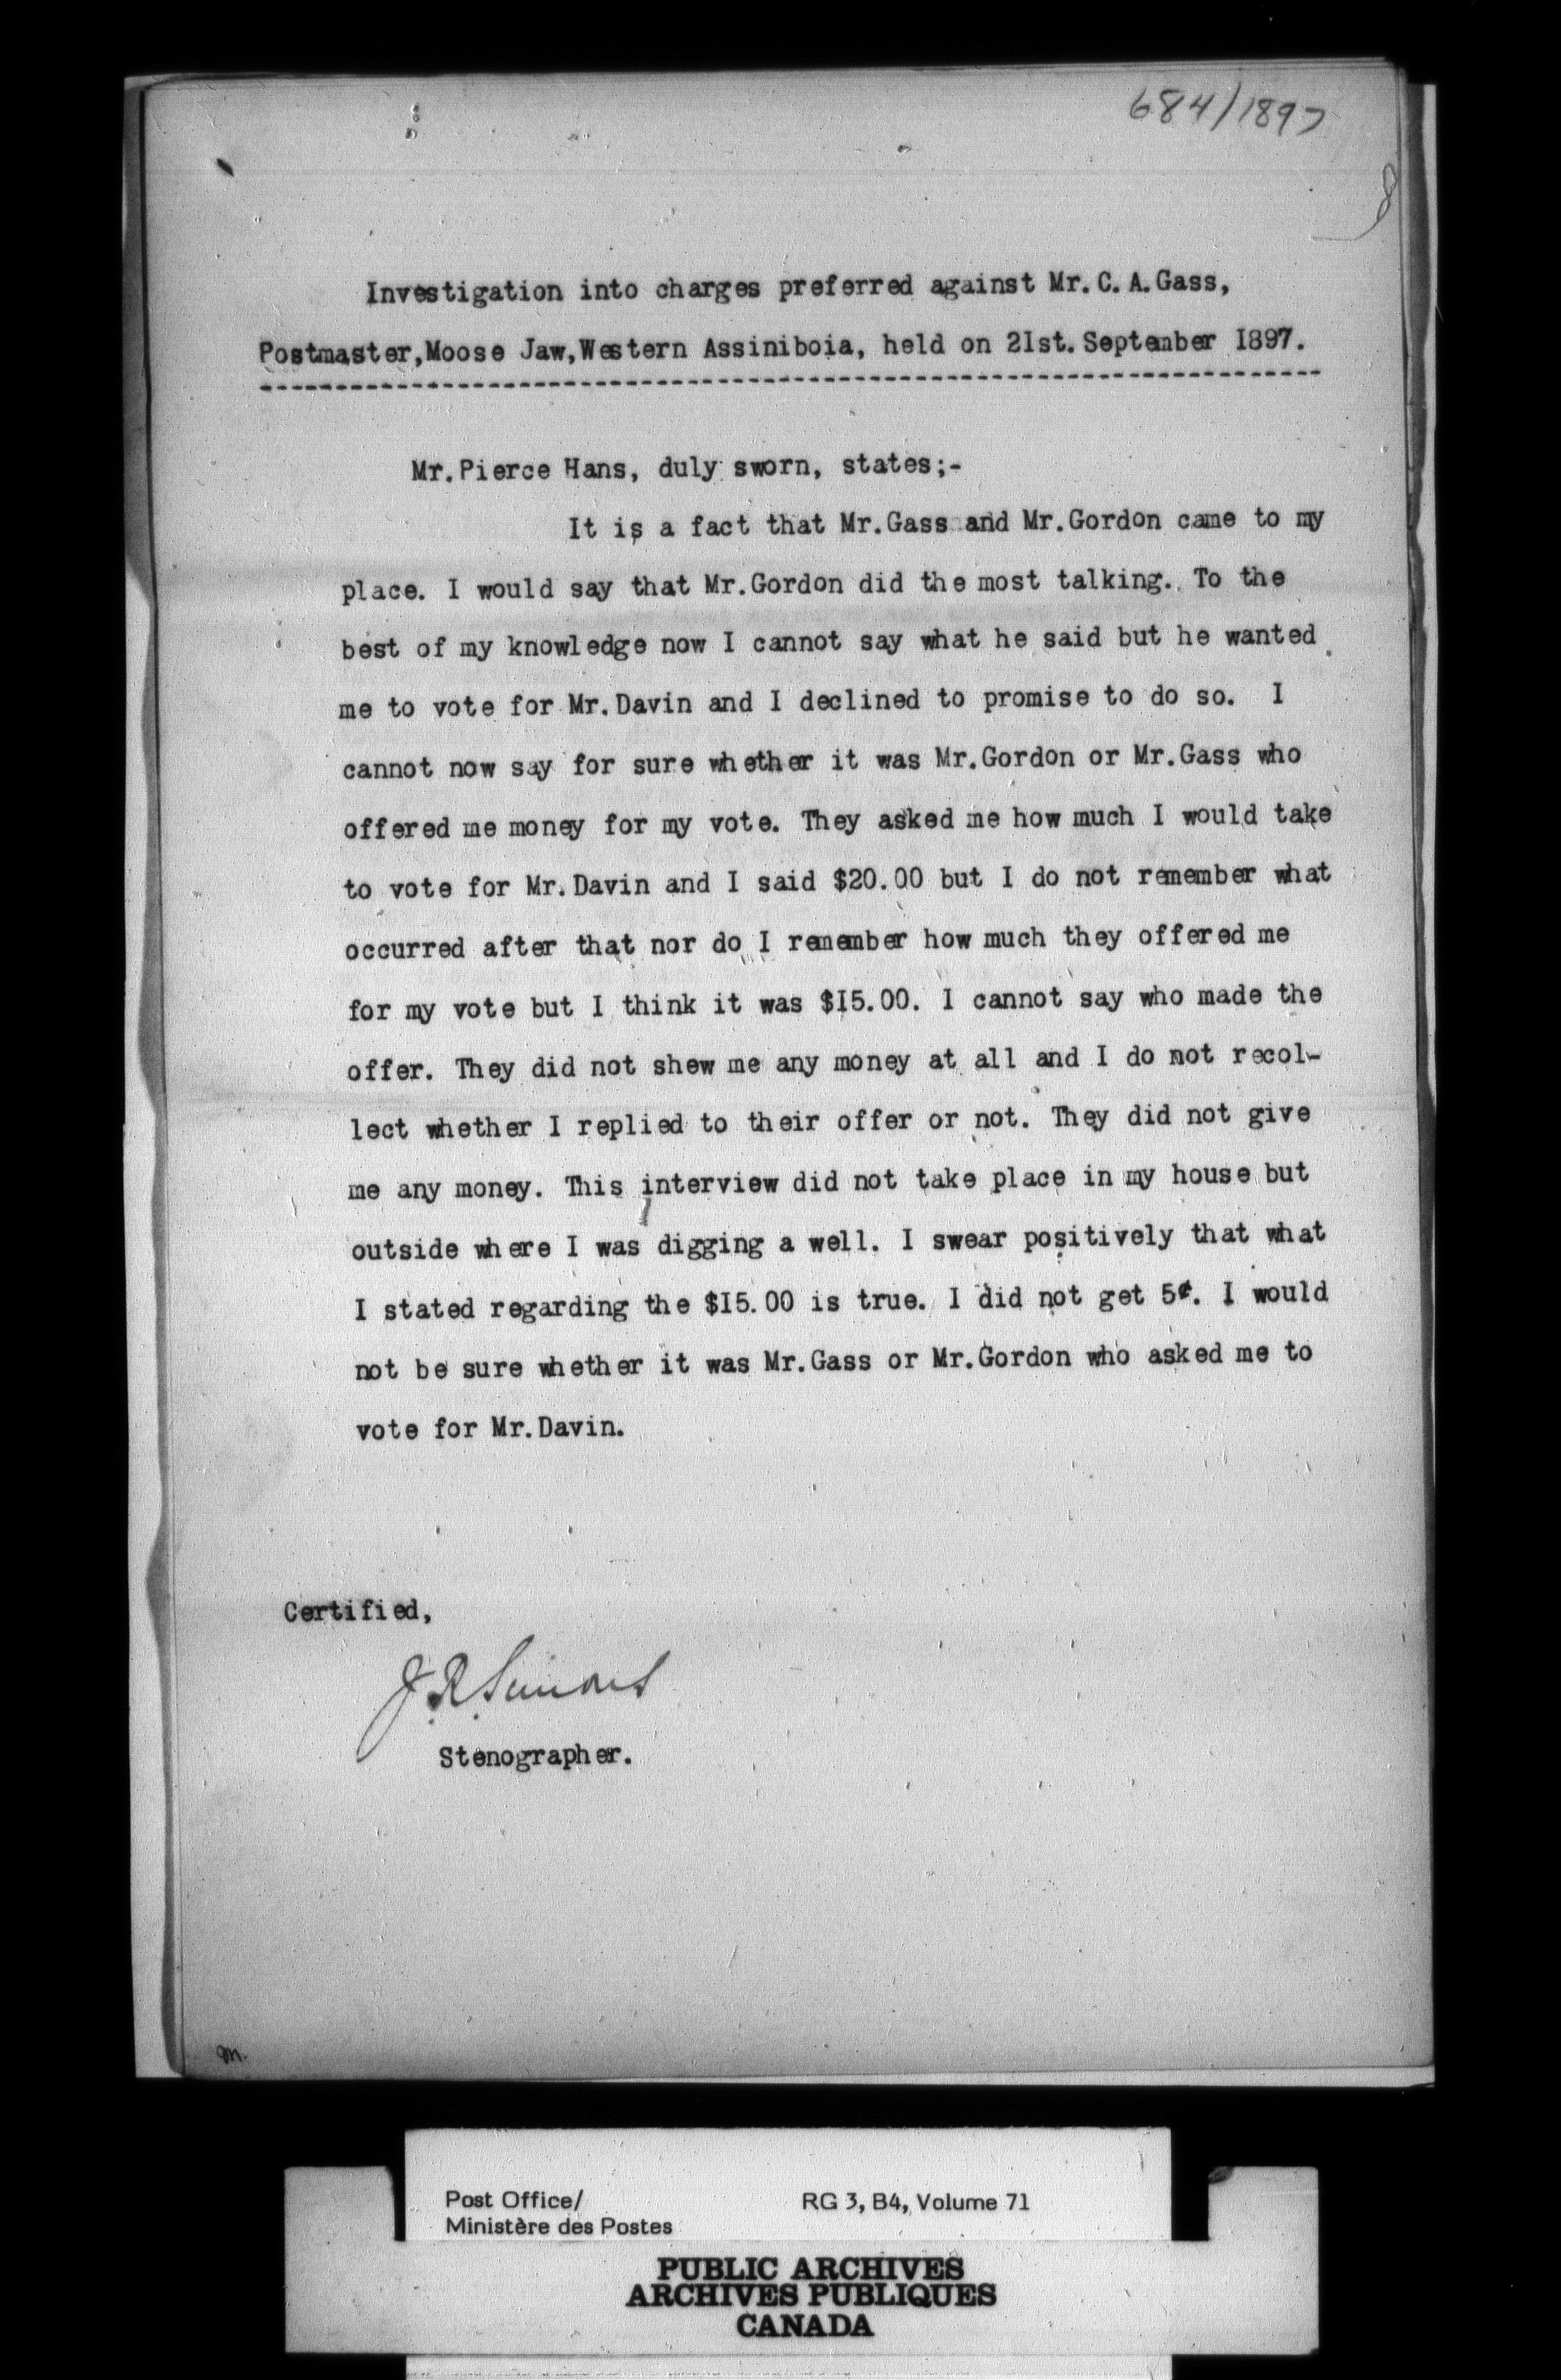 684/1897
Investigation into charges preferred against Mr. C. A. Gass,
Postmaster, Moose Jaw, Western Assiniboia, held on 2Ist. September I897.
Mr. Pierce Hans, duly sworn, states;-
It is a fact that Mr. Gass and Mr. Gordon came to my
place. I would say that Mr. Gordon did the most talking. To the
best of my knowledge now I cannot say what he said but he wanted
me to vote for Mr. Davin and I declined to promise to do so. I
cannot now say for sure whether it was Mr. Gordon or Mr. Gass who
offered me money for my vote. They asked me how much I would take
to vote for Mr. Davin and I said $20.00 but I do not remember what
occurred after that nor do I remember how much they offered me
for my vote but I think it was $I5.00. I cannot say who made the
offer. They did not shew me any money at all and I do not recol-
lect whether I replied to their offer or not. They did not give
me any money. This interview did not take place in my house but
outside where I was digging a well. I swear positively that what
I stated regarding the $I5.00 is true. I did not get 5¢. I would
not be sure whether it was Mr. Gass or Mr. Gordon who asked me to
vote for Mr. Davin.
Certified,
J. R. Simons
Stenographer.
m.
Post Office/ RG 3, B4, Volume 71
Ministère des Postes
PUBLIC ARCHIVES
ARCHIVES PUBLIQUES
CANADA